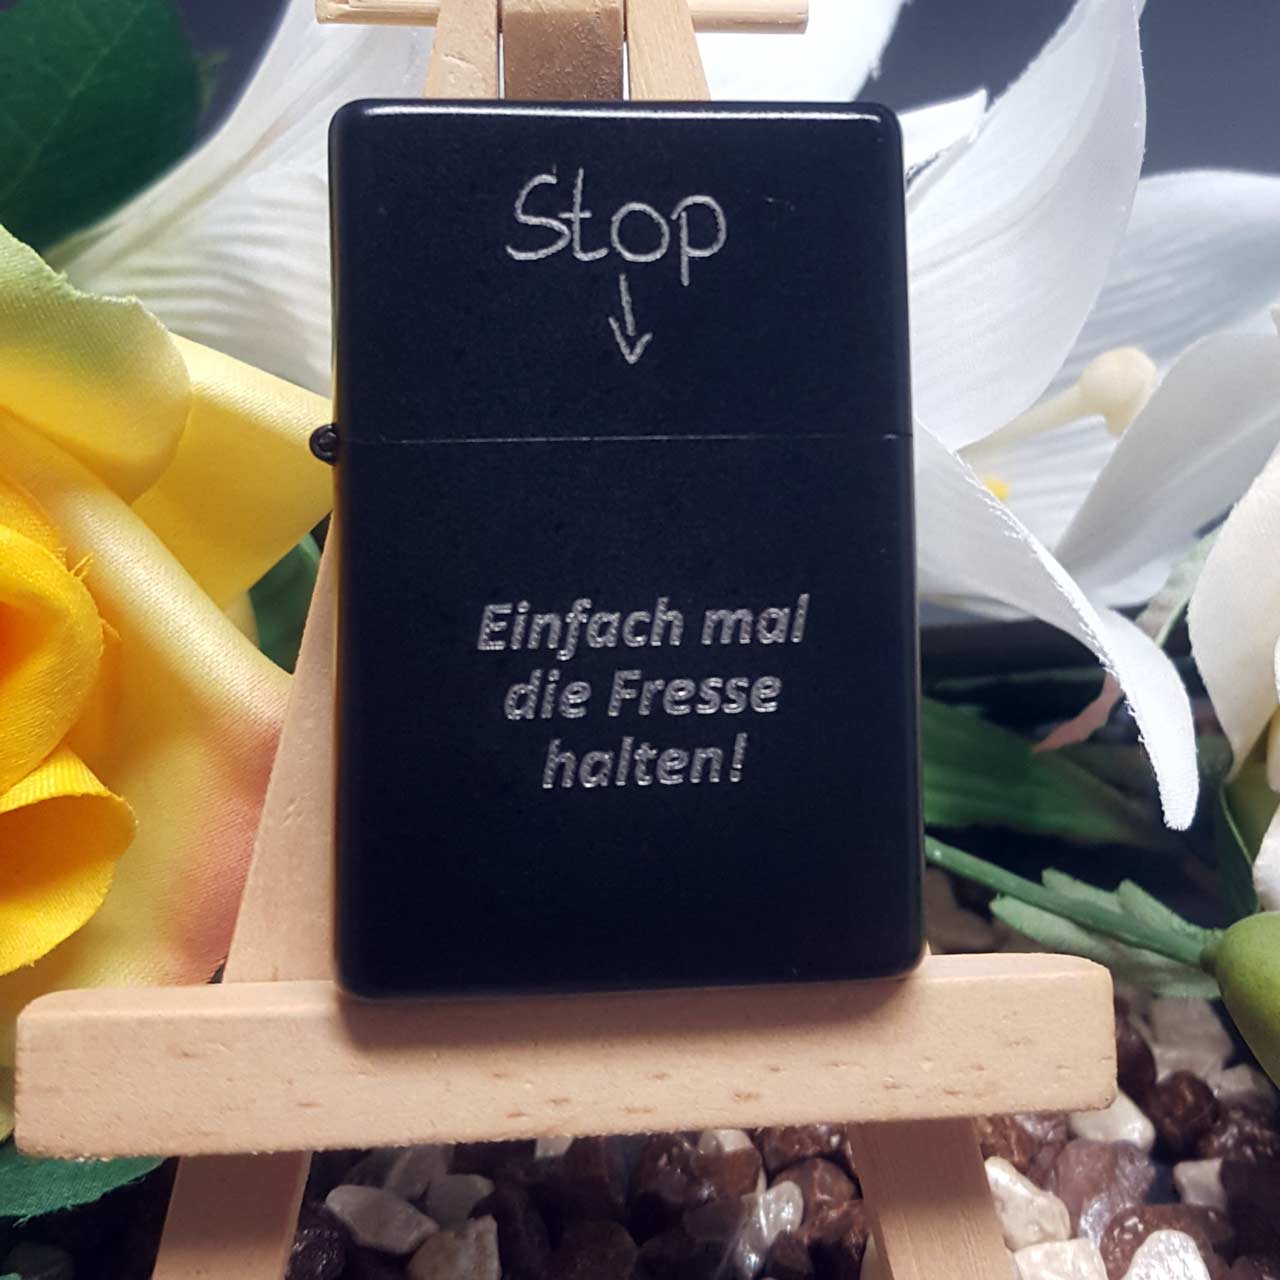 Stop
Einfach mal
die Fresse
halten!